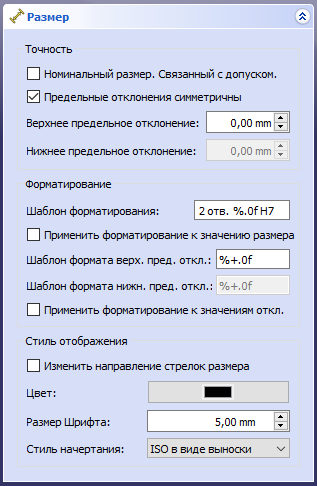 Размер
Точность
Номинальный размер. Связанный с допуском.
Предельные отклонения симметричны
Верхнее предельное отклонение: 0,00 mm
Нижнее предельное отклонение: 0,00 mm
Форматирование
Шаблон форматирования: 2 отв. %.0f H7
Применить форматирование к значению размера
Шаблон формата верх. пред. откл.: %+.0f
Шаблон формата нижн. пред. откл.: %+.0f
Применить форматирование к значениям откл.
Стиль отображения
Изменить направление стрелок размера
Цвет:
Размер Шрифта: 5,00 mm
Стиль начертания: ISO в виде выноски